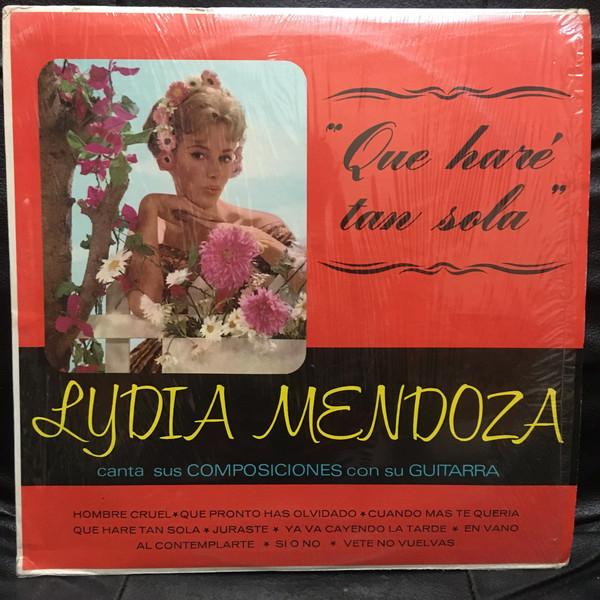 "Que haré
tan sola"
LYDIA MENDOZA
canta sus COMPOSICIONES con su GUITARRA
HOMBRE CRUEL★QUE PRONTO HAS OLVIDADO★CUANDO MAS TE QUERIA
QUE HARE TAN SOLA★JURASTE★YA VA CAYENDO LA TARDE★EN VANO
AL CONTEMPLARTE★SI O NO★VETE NO VUELVAS